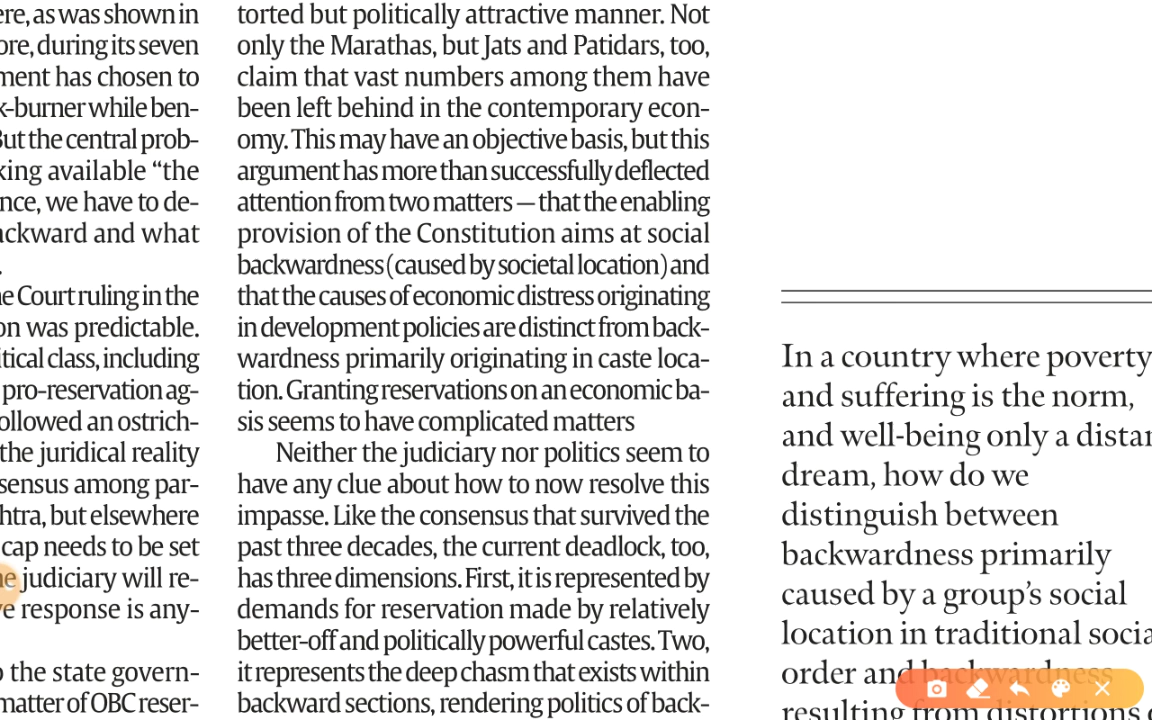 ere, as was shown in
ore, during its seven
ment has chosen to
k-burner while ben-
But the central prob-
king available “the
nce, we have to de-
ackward and what
.
e Court ruling in the
on was predictable.
itical class, including
pro-reservation ag-
ollowed an ostrich-
the juridical reality
sensus among par-
htra, but elsewhere
cap needs to be set
e judiciary will re-
e response is any-
o the state govern-
matter of OBC reser-
torted but politically attractive manner. Not
only the Marathas, but Jats and Patidars, too,
claim that vast numbers among them have
been left behind in the contemporary econ-
omy. This may have an objective basis, but this
argument has more than successfully deflected
attention from two matters — that the enabling
provision of the Constitution aims at social
backwardness (caused by societal location) and
that the causes of economic distress originating
in development policies are distinct from back-
wardness primarily originating in caste loca-
tion. Granting reservations on an economic ba-
sis seems to have complicated matters
Neither the judiciary nor politics seem to
have any clue about how to now resolve this
impasse. Like the consensus that survived the
past three decades, the current deadlock, too,
has three dimensions. First, it is represented by
demands for reservation made by relatively
better-off and politically powerful castes. Two,
it represents the deep chasm that exists within
backward sections, rendering politics of back-
In a country where poverty
and suffering is the norm,
and well-being only a distan
dream, how do we
distinguish between
backwardness primarily
caused by a group’s social
location in traditional socia
order and backwardness
resulting from distortions o